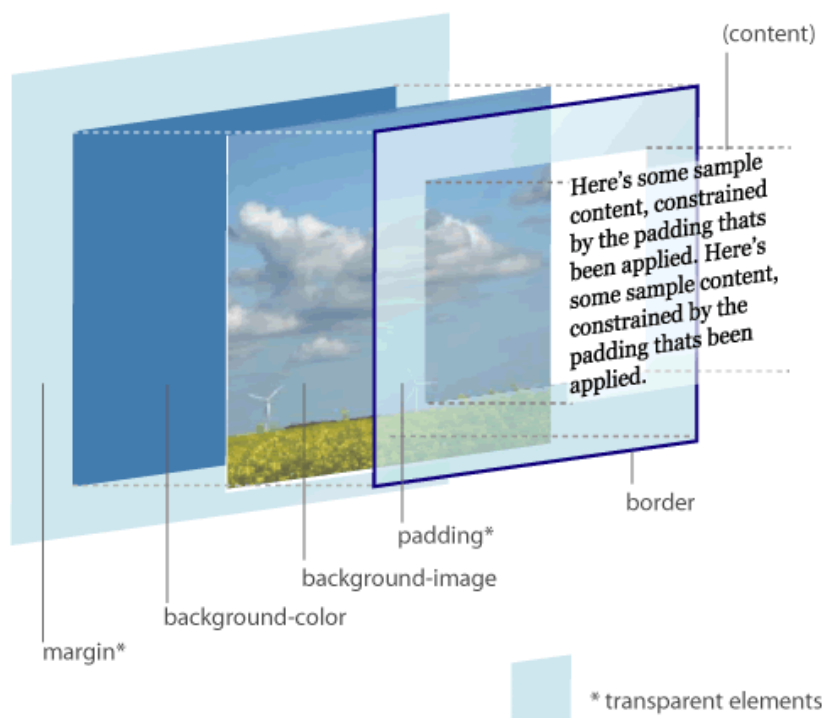 (content)
Here's some sample
content, constrained
by the padding thats
been applied. Here's
some sample content,
constrained by the
padding thats been
applied.
border
padding*
background-image
background-color
margin*
* transparent elements